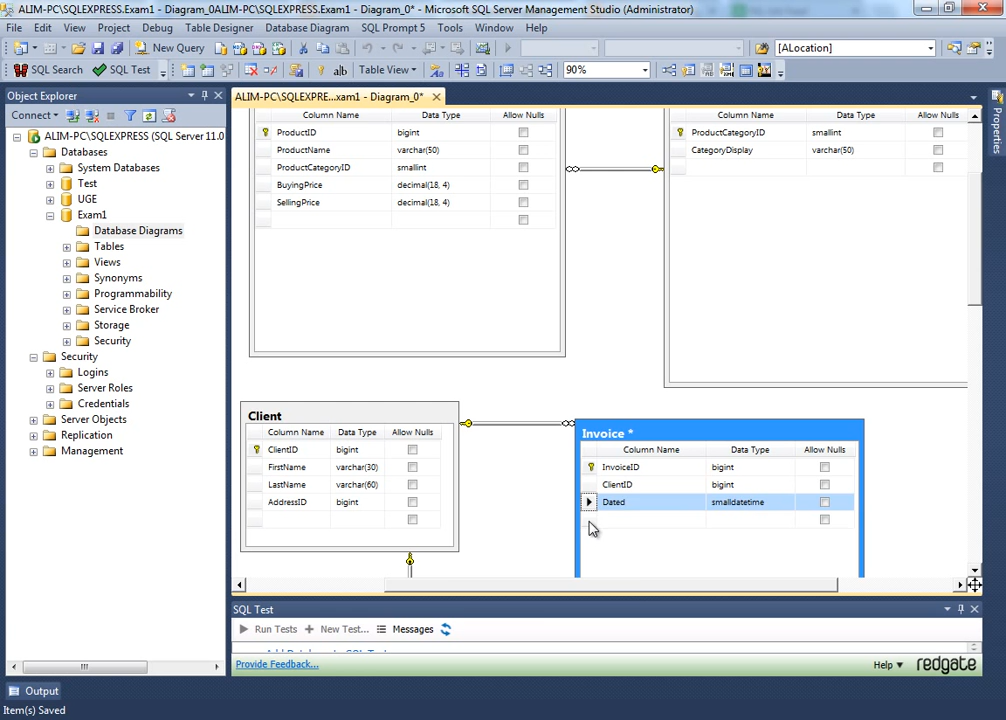 ALIM-PC\SQLEXPRESS.Exam1 - Diagram_0ALIM-PC\SQLEXPRESS.Exam1 - Diagram_0* - Microsoft SQL Server Management Studio (Administrator)
File Edit View Project Debug Table Designer Database Diagram SQL Prompt 5 Tools Window Help
New Query [ALocation]
SQL Search SQL Test Table View 90%
Object Explorer
ALIM-PC\SQLEXPRE...xam1 - Diagram_0*
Properties
Connect
ALIM-PC\SQLEXPRESS (SQL Server 11.0
Databases
System Databases
Test
UGE
Exam1
Database Diagrams
Tables
Views
Synonyms
Programmability
Service Broker
Storage
Security
Security
Logins
Server Roles
Credentials
Server Objects
Replication
Management
Column Name Data Type Allow Nulls
ProductID bigint
ProductName varchar(50)
ProductCategoryID smallint
BuyingPrice decimal(18, 4)
SellingPrice decimal(18, 4)
Column Name Data Type Allow Nulls
ProductCategoryID smallint
CategoryDisplay varchar(50)
Client
Column Name Data Type Allow Nulls
ClientID bigint
FirstName varchar(30)
LastName varchar(60)
AddressID bigint
Invoice *
Column Name Data Type Allow Nulls
InvoiceID bigint
ClientID bigint
Dated smalldatetime
SQL Test
Run Tests New Test... Messages
Provide Feedback...
Help redgate
Output
Item(s) Saved